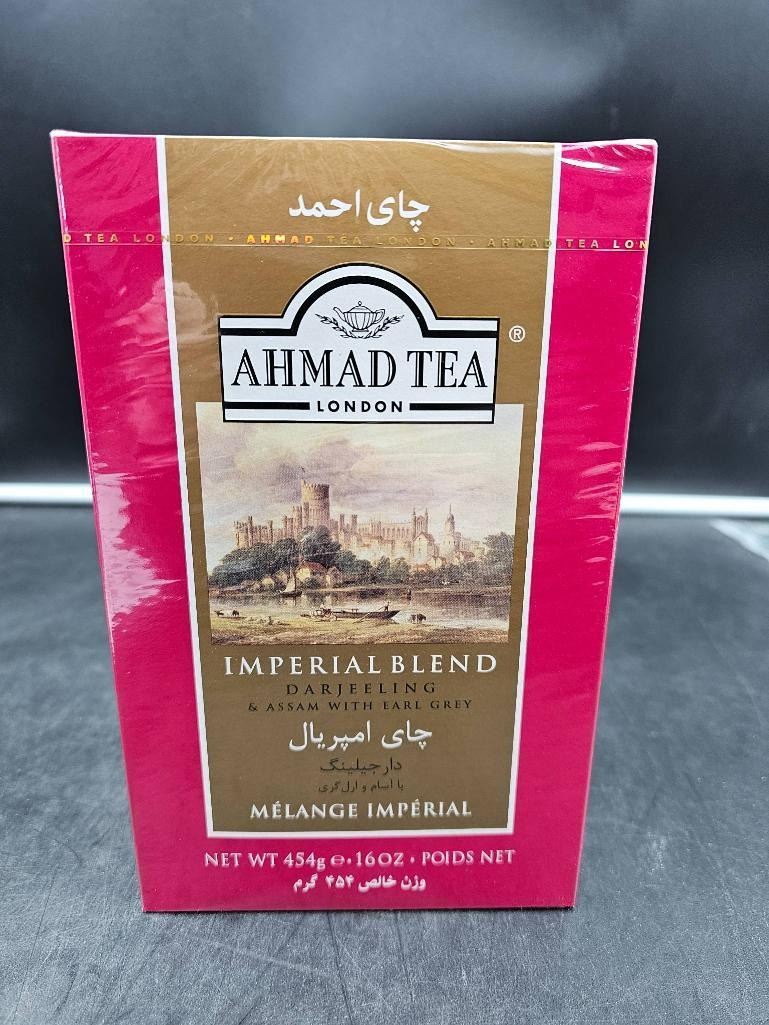 چای احمد
D TEA LONDON • AHMAD TEA LONDON • AHMAD TEA LON
AHMAD TEA ®
LONDON
IMPERIAL BLEND
DARJEELING
& ASSAM WITH EARL GREY
چای امپریال
دارجیلینگ
با آسام و ارل گری
MÉLANGE IMPÉRIAL
NET WT 454g ℮ • 16OZ • POIDS NET
وزن خالص ۴۵۴ گرم